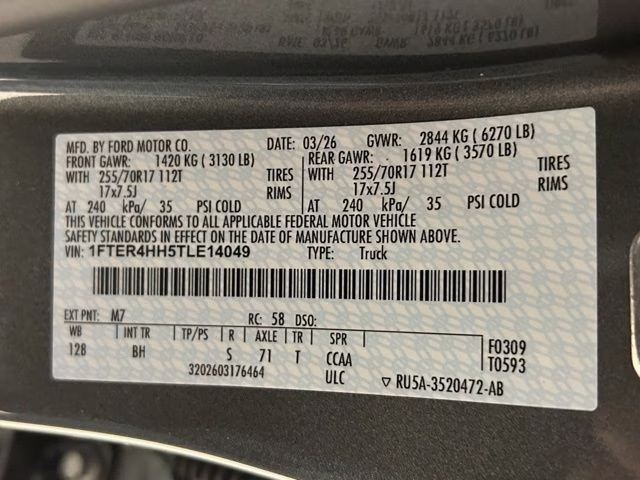 MFD. BY FORD MOTOR CO. DATE: 03/26 GVWR: 2844 KG ( 6270 LB)
FRONT GAWR: 1420 KG ( 3130 LB) REAR GAWR: 1619 KG ( 3570 LB)
WITH 255/70R17 112T TIRES WITH 255/70R17 112T TIRES
17x7.5J RIMS 17x7.5J RIMS
AT 240 kPa/ 35 PSI COLD AT 240 kPa/ 35 PSI COLD
THIS VEHICLE CONFORMS TO ALL APPLICABLE FEDERAL MOTOR VEHICLE
SAFETY STANDARDS IN EFFECT ON THE DATE OF MANUFACTURE SHOWN ABOVE.
VIN: 1FTER4HH5TLE14049 TYPE: Truck
EXT PNT: M7 RC: 58 DSO:
WB INT TR TP/PS R AXLE TR SPR F0309
128 BH S 71 T CCAA T0593
3202603176464 ULC ▽ RU5A-3520472-AB